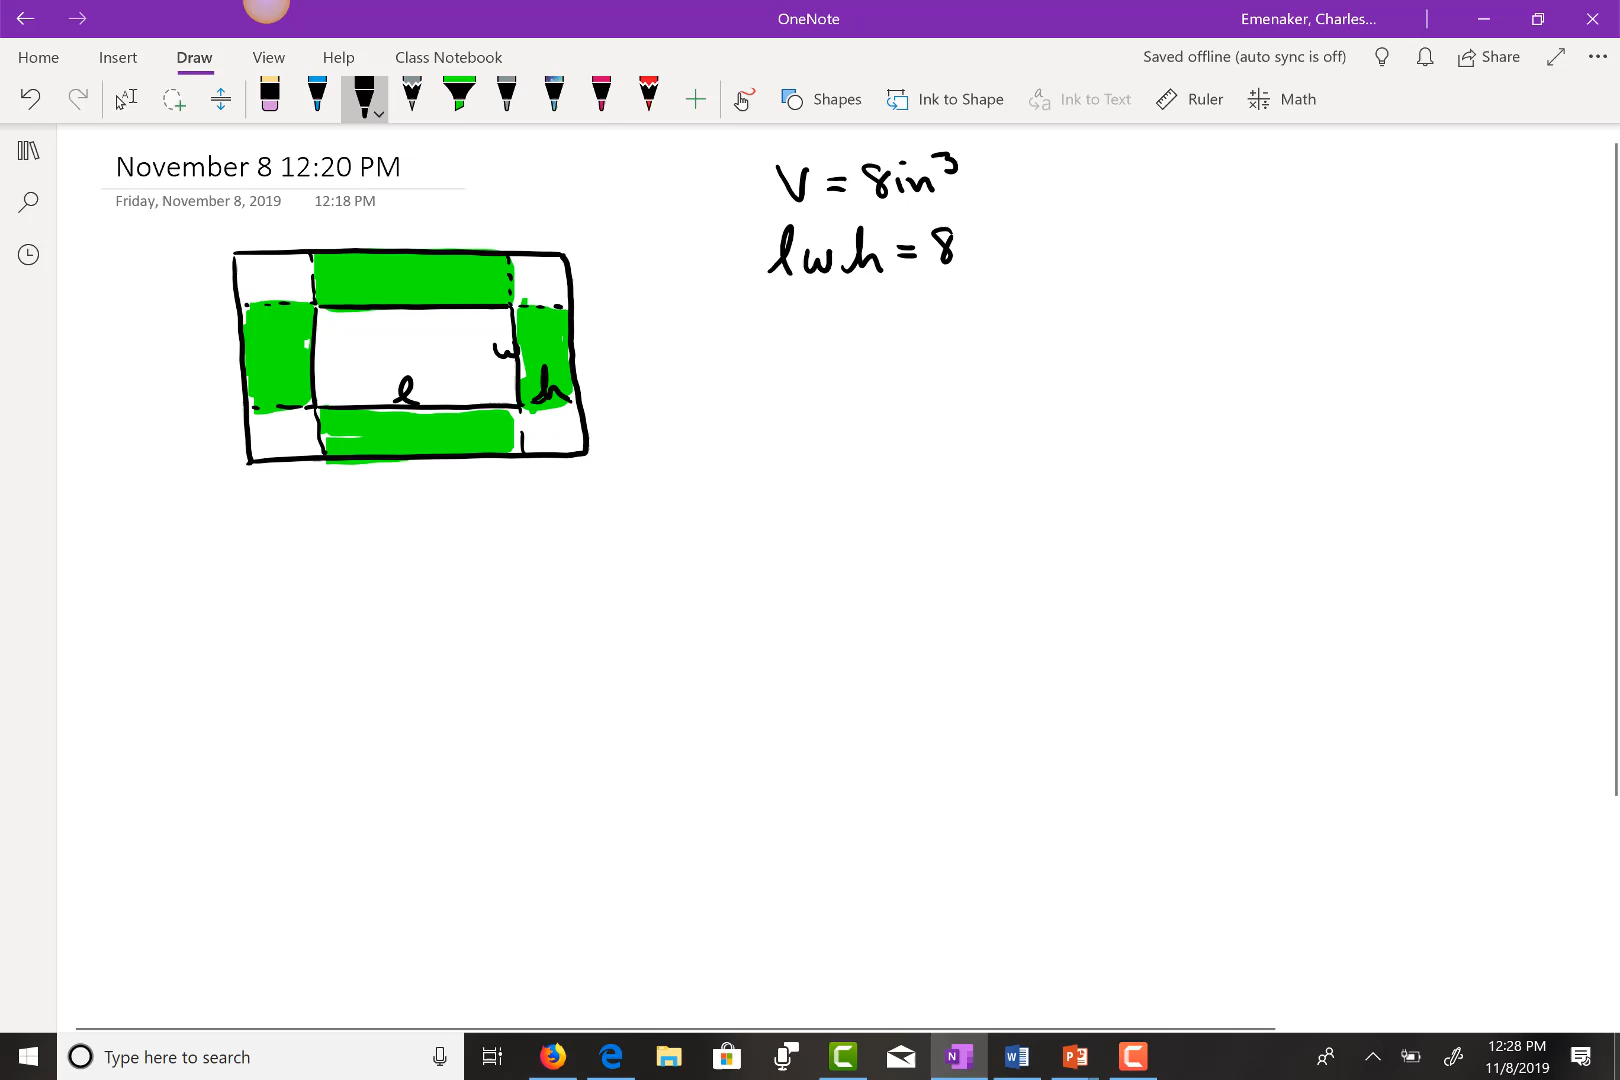 OneNote
Emenaker, Charles...
Home Insert Draw View Help Class Notebook
Saved offline (auto sync is off) Share
Shapes Ink to Shape Ink to Text Ruler Math
November 8 12:20 PM
Friday, November 8, 2019 12:18 PM
V = 8in³
lwh = 8
w
l
h
Type here to search
12:28 PM
11/8/2019